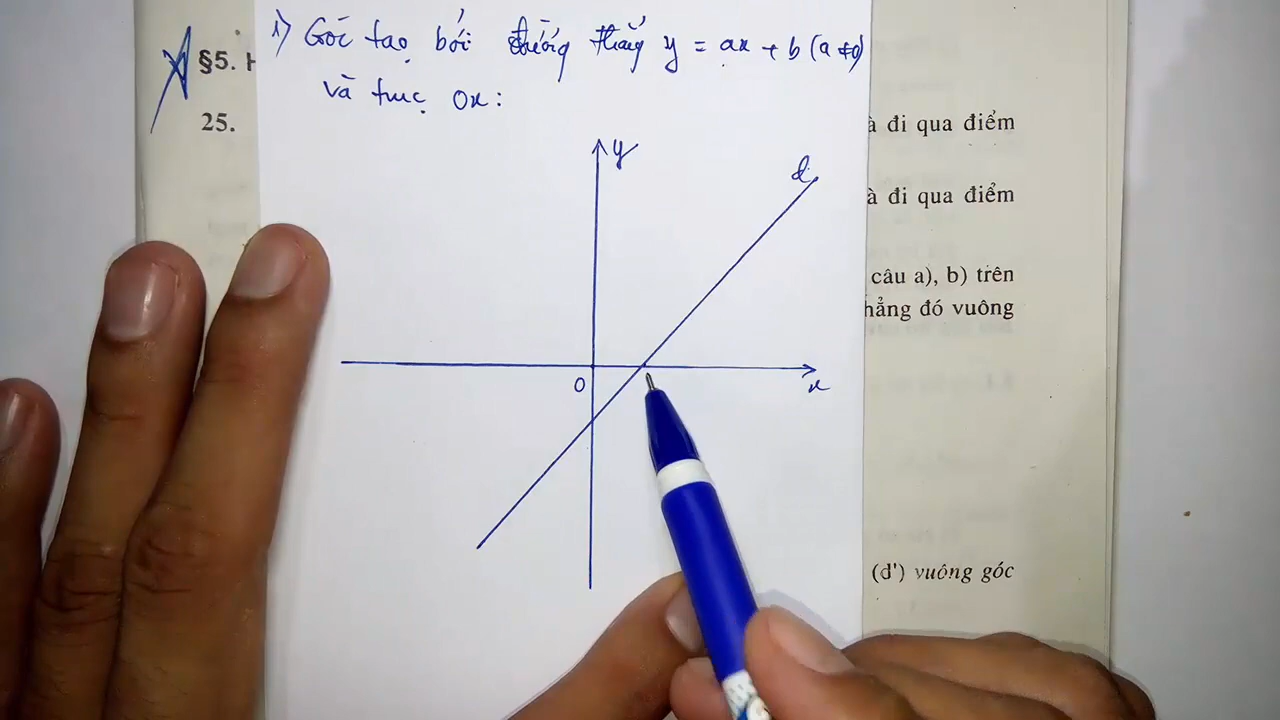 1) Góc tạo bởi đường thẳng y = ax + b (a ≠ 0)
và trục Ox:
§5. H
25.
à đi qua điểm
à đi qua điểm
câu a), b) trên
hẳng đó vuông
(d') vuông góc
y
d
O
x